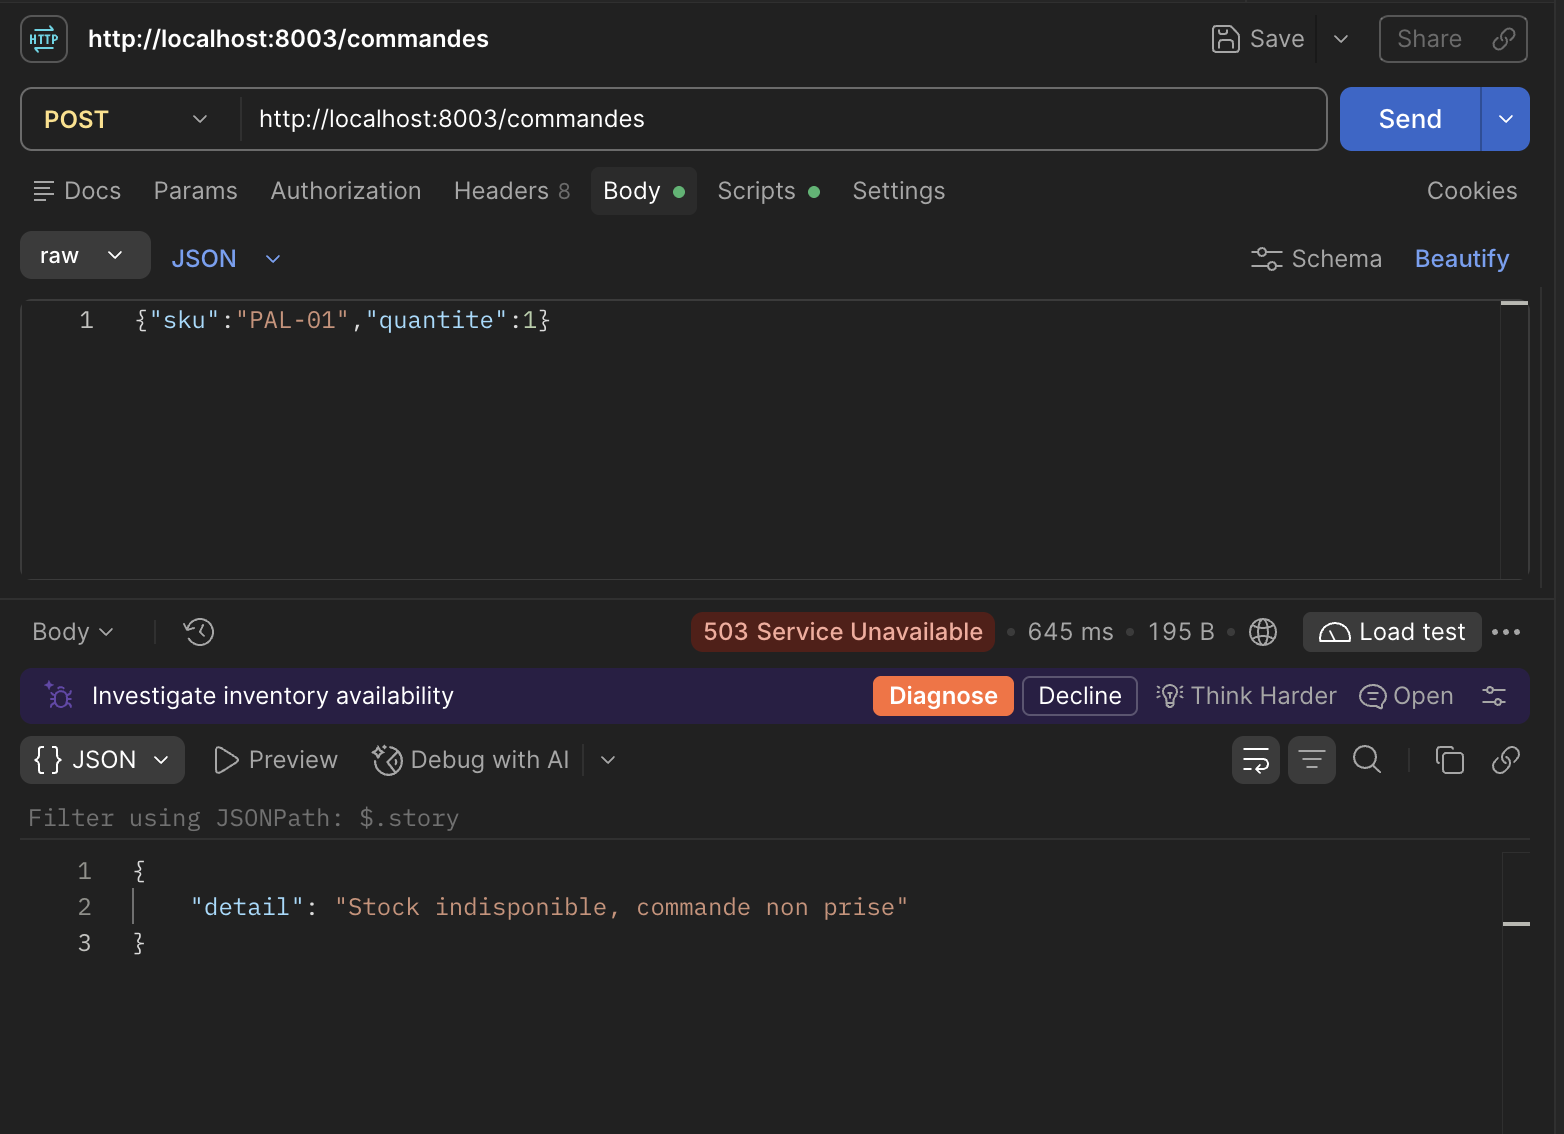 HTTP http://localhost:8003/commandes Save Share
POST http://localhost:8003/commandes Send
Docs Params Authorization Headers 8 Body Scripts Settings Cookies
raw JSON Schema Beautify
1 {"sku":"PAL-01","quantite":1}
Body 503 Service Unavailable • 645 ms • 195 B • Load test
Investigate inventory availability Diagnose Decline Think Harder Open
{} JSON Preview Debug with AI
Filter using JSONPath: $.story
1 {
2 "detail": "Stock indisponible, commande non prise"
3 }